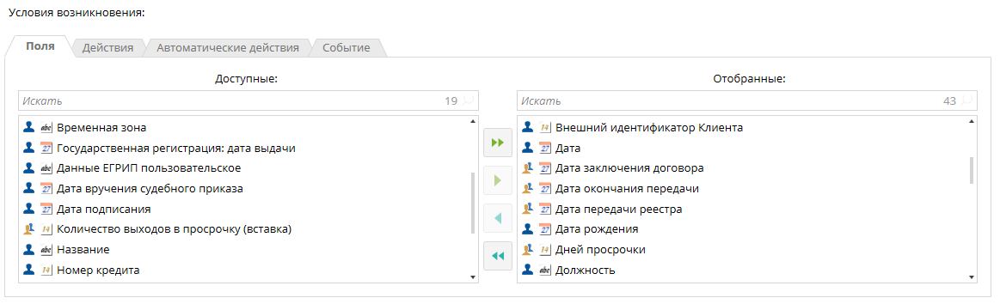 Условия возникновения:
Поля Действия Автоматические действия Событие
Доступные:
Искать 19
abc Временная зона
27 Государственная регистрация: дата выдачи
abc Данные ЕГРИП пользовательское
27 Дата вручения судебного приказа
27 Дата подписания
14 Количество выходов в просрочку (вставка)
abc Название
14 Номер кредита
Отобранные:
Искать 43
14 Внешний идентификатор Клиента
27 Дата
27 Дата заключения договора
27 Дата окончания передачи
27 Дата передачи реестра
27 Дата рождения
14 Дней просрочки
abc Должность